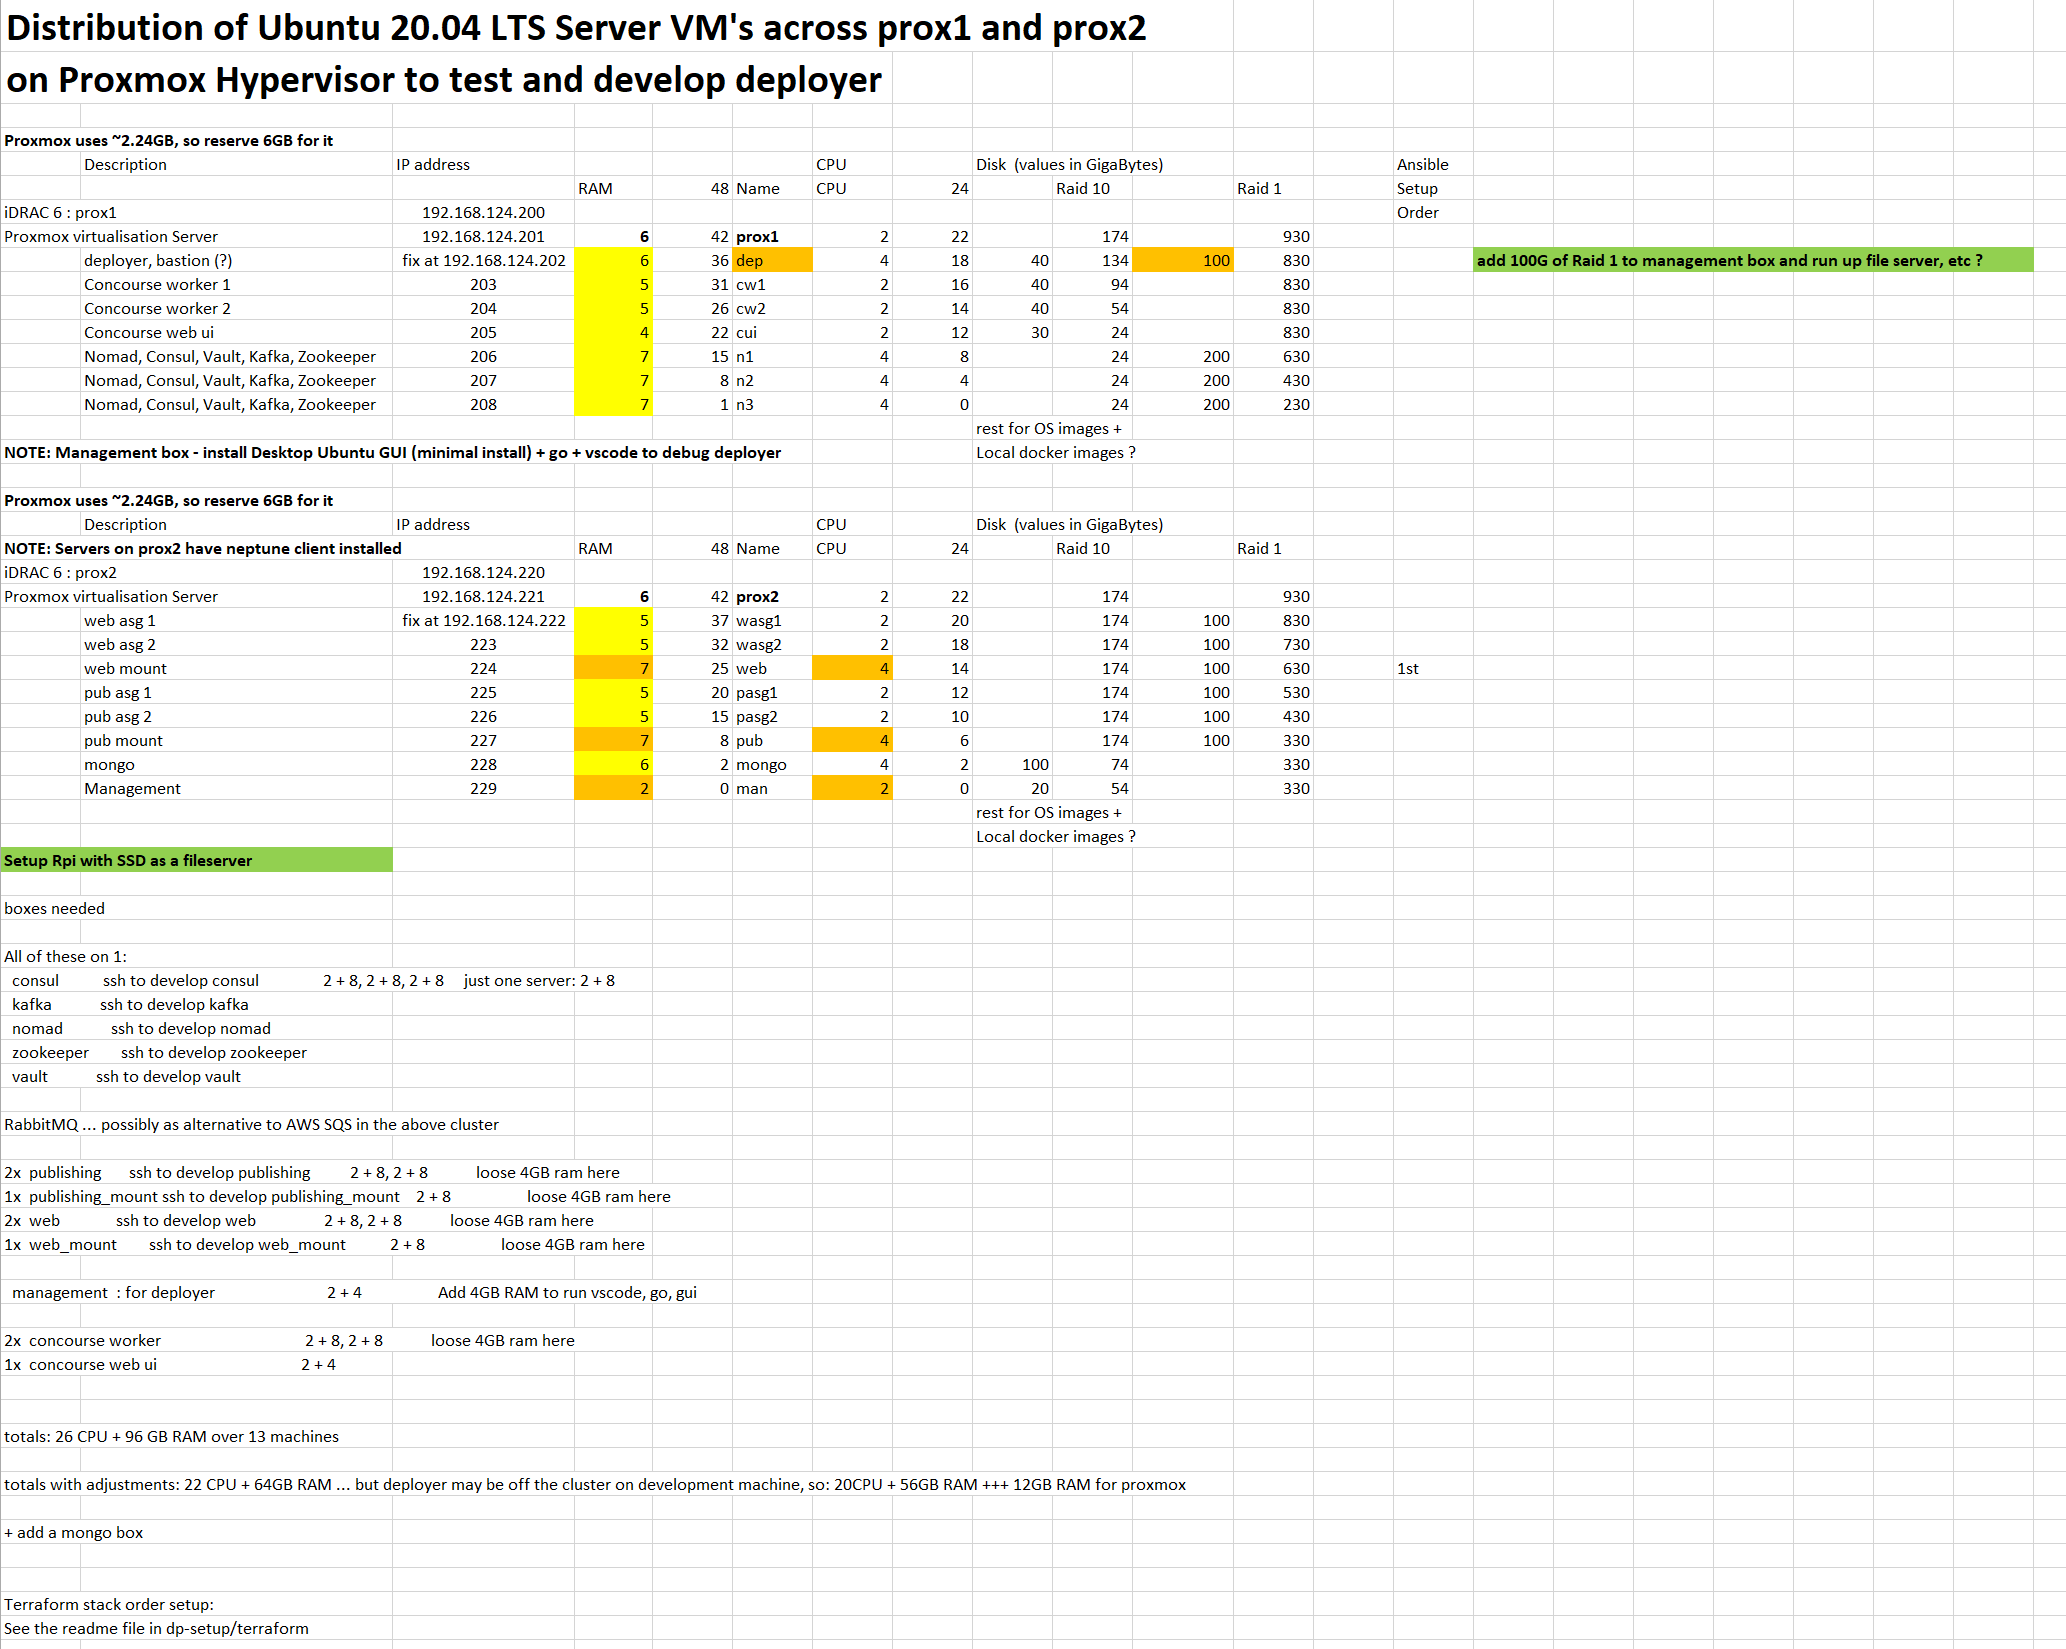 Distribution of Ubuntu 20.04 LTS Server VM's across prox1 and prox2
on Proxmox Hypervisor to test and develop deployer
Proxmox uses ~2.24GB, so reserve 6GB for it
Description IP address CPU Disk (values in GigaBytes) Ansible
RAM 48 Name CPU 24 Raid 10 Raid 1 Setup
iDRAC 6 : prox1 192.168.124.200 Order
Proxmox virtualisation Server 192.168.124.201 6 42 prox1 2 22 174 930
deployer, bastion (?) fix at 192.168.124.202 6 36 dep 4 18 40 134 100 830 add 100G of Raid 1 to management box and run up file server, etc ?
Concourse worker 1 203 5 31 cw1 2 16 40 94 830
Concourse worker 2 204 5 26 cw2 2 14 40 54 830
Concourse web ui 205 4 22 cui 2 12 30 24 830
Nomad, Consul, Vault, Kafka, Zookeeper 206 7 15 n1 4 8 24 200 630
Nomad, Consul, Vault, Kafka, Zookeeper 207 7 8 n2 4 4 24 200 430
Nomad, Consul, Vault, Kafka, Zookeeper 208 7 1 n3 4 0 24 200 230
rest for OS images +
NOTE: Management box - install Desktop Ubuntu GUI (minimal install) + go + vscode to debug deployer Local docker images ?
Proxmox uses ~2.24GB, so reserve 6GB for it
Description IP address CPU Disk (values in GigaBytes)
NOTE: Servers on prox2 have neptune client installed RAM 48 Name CPU 24 Raid 10 Raid 1
iDRAC 6 : prox2 192.168.124.220
Proxmox virtualisation Server 192.168.124.221 6 42 prox2 2 22 174 930
web asg 1 fix at 192.168.124.222 5 37 wasg1 2 20 174 100 830
web asg 2 223 5 32 wasg2 2 18 174 100 730
web mount 224 7 25 web 4 14 174 100 630 1st
pub asg 1 225 5 20 pasg1 2 12 174 100 530
pub asg 2 226 5 15 pasg2 2 10 174 100 430
pub mount 227 7 8 pub 4 6 174 100 330
mongo 228 6 2 mongo 4 2 100 74 330
Management 229 2 0 man 2 0 20 54 330
rest for OS images +
Local docker images ?
Setup Rpi with SSD as a fileserver
boxes needed
All of these on 1:
consul ssh to develop consul 2 + 8, 2 + 8, 2 + 8 just one server: 2 + 8
kafka ssh to develop kafka
nomad ssh to develop nomad
zookeeper ssh to develop zookeeper
vault ssh to develop vault
RabbitMQ ... possibly as alternative to AWS SQS in the above cluster
2x publishing ssh to develop publishing 2 + 8, 2 + 8 loose 4GB ram here
1x publishing_mount ssh to develop publishing_mount 2 + 8 loose 4GB ram here
2x web ssh to develop web 2 + 8, 2 + 8 loose 4GB ram here
1x web_mount ssh to develop web_mount 2 + 8 loose 4GB ram here
management : for deployer 2 + 4 Add 4GB RAM to run vscode, go, gui
2x concourse worker 2 + 8, 2 + 8 loose 4GB ram here
1x concourse web ui 2 + 4
totals: 26 CPU + 96 GB RAM over 13 machines
totals with adjustments: 22 CPU + 64GB RAM ... but deployer may be off the cluster on development machine, so: 20CPU + 56GB RAM +++ 12GB RAM for proxmox
+ add a mongo box
Terraform stack order setup:
See the readme file in dp-setup/terraform